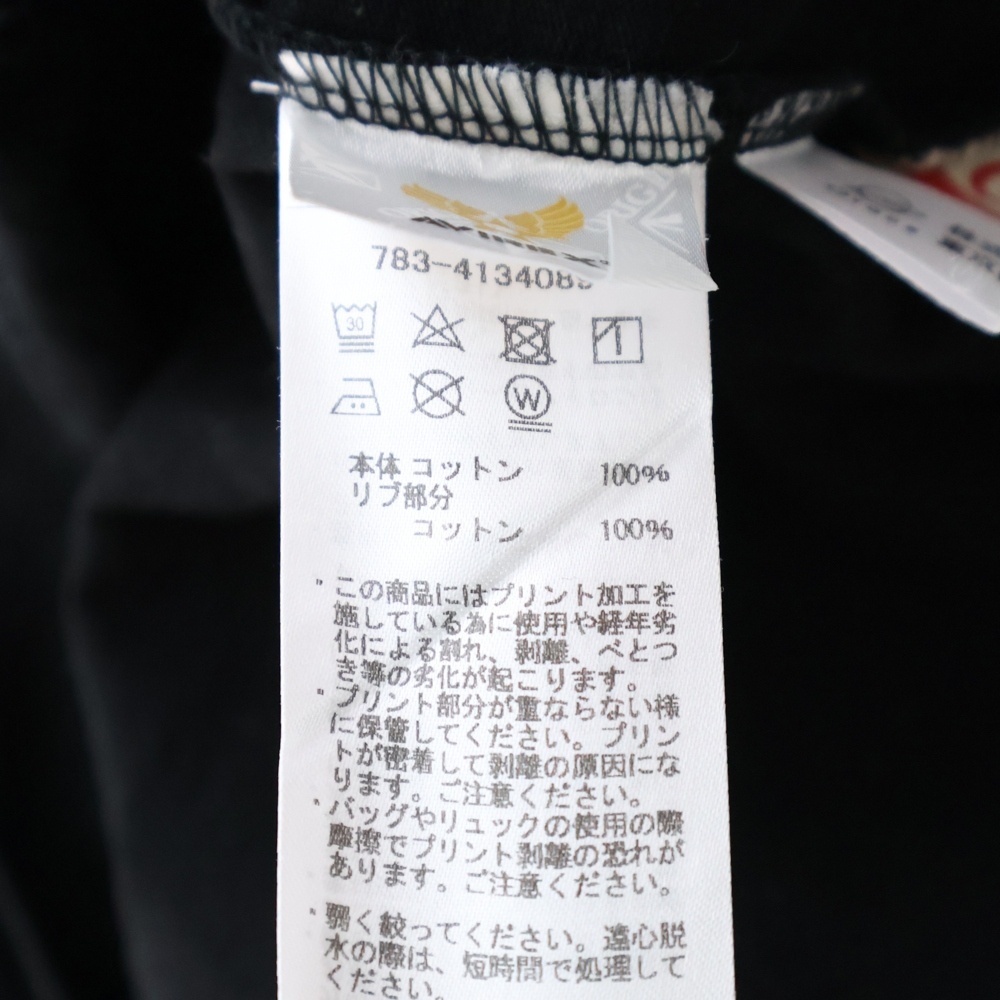 AVIREX
783-413408
30
W
本体 コットン 100%
リブ部分
コットン 100%
" この商品にはプリント加工を
施している為に使用や経年劣
化による割れ、剥離、べとつ
き等の劣化が起こります。
" プリント部分が重ならない様
に保管してください。プリン
トが密着して剥離の原因にな
ります。ご注意ください。
" バッグやリュックの使用の際
摩擦でプリント剥離の恐れが
あります。ご注意ください。
" 弱く絞ってください。遠心脱
水の際は、短時間で処理して
ください。